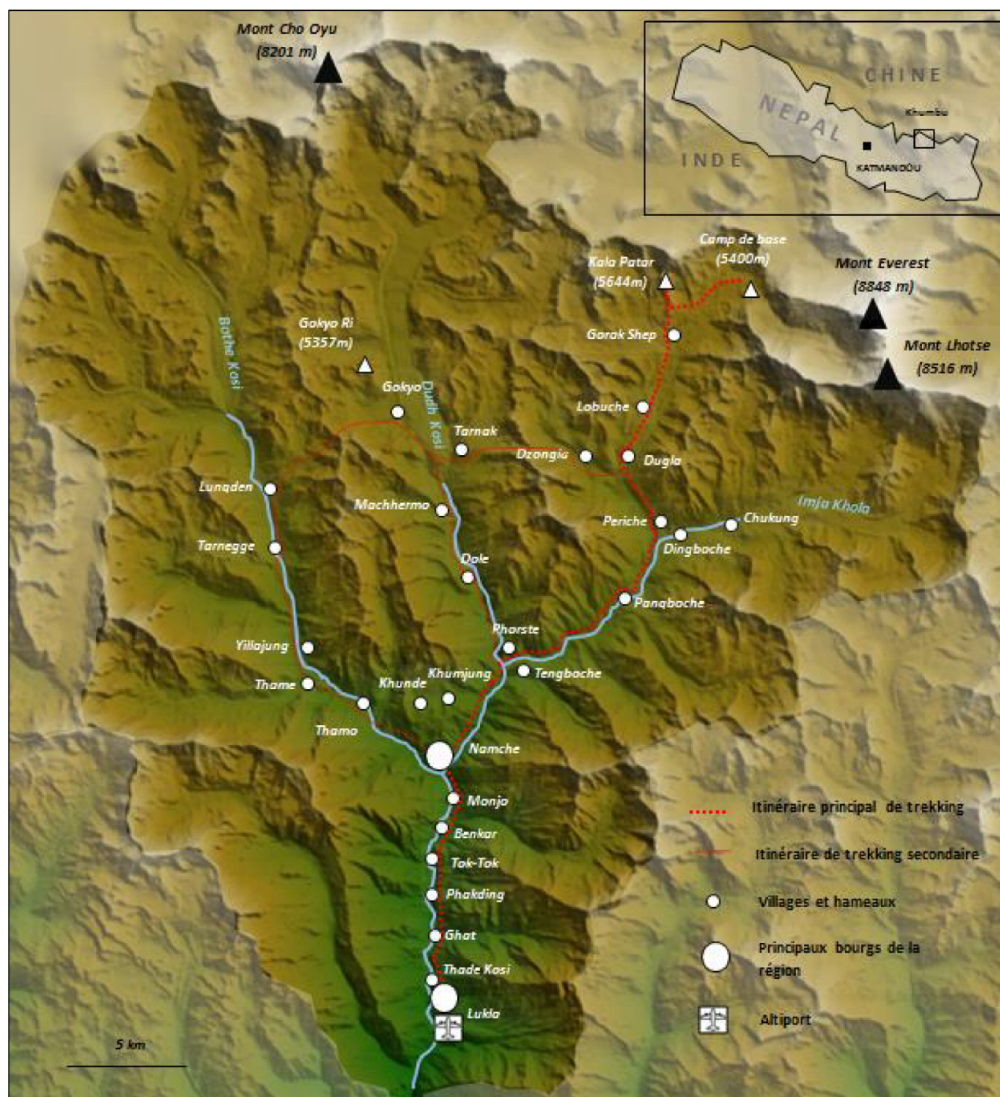 Mont Cho Oyu
(8201 m)
CHINE
NEPAL
Khumbu
INDE
KATMANDOU
Camp de base
(5400m)
Kala Patar
(5644m)
Mont Everest
(8848 m)
Gorak Shep
Mont Lhotse
(8516 m)
Gokyo Ri
(5357m)
Bothe Kosi
Dudh Kosi
Gokyo
Lobuche
Tarnak
Dzongla
Dugla
Lungden
Machhermo
Imja Khola
Periche
Chukung
Tarnegge
Dingboche
Dole
Pangboche
Yillajung
Phorste
Khumjung
Tengboche
Khunde
Thame
Thamo
Namche
Monjo
Itinéraire principal de trekking
Benkar
Itinéraire de trekking secondaire
Tok-Tok
Phakding
Villages et hameaux
Ghat
Principaux bourgs de la
région
Thade Kosi
Lukla
Altiport
5 km